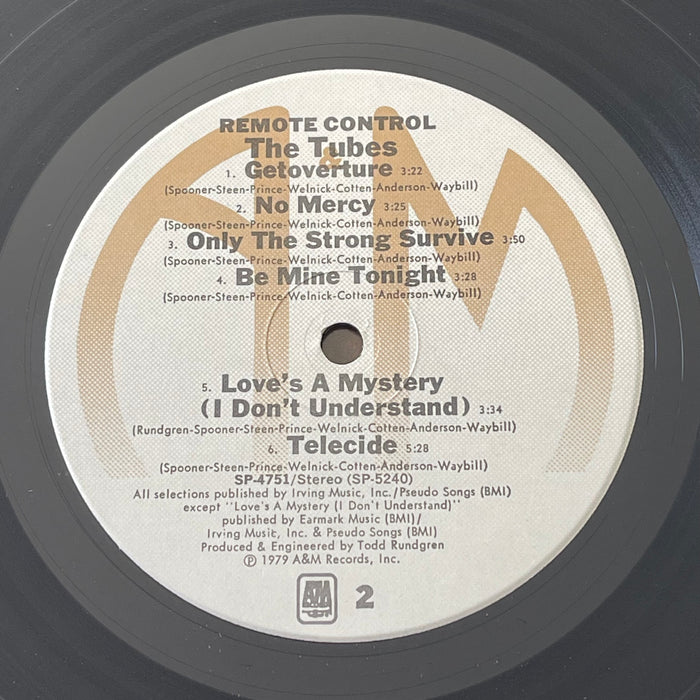 REMOTE CONTROL
The Tubes
1. Getoverture 3:22
(Spooner-Steen-Prince-Welnick-Cotten-Anderson-Waybill)
2. No Mercy 3:25
(Spooner-Steen-Prince-Welnick-Cotten-Anderson-Waybill)
3. Only The Strong Survive 3:50
(Spooner-Steen-Prince-Welnick-Cotten-Anderson-Waybill)
4. Be Mine Tonight 3:28
(Spooner-Steen-Prince-Welnick-Cotten-Anderson-Waybill)
5. Love's A Mystery
(I Don't Understand) 3:34
(Rundgren-Spooner-Steen-Prince-Welnick-Cotten-Anderson-Waybill)
6. Telecide 5:28
(Spooner-Steen-Prince-Welnick-Cotten-Anderson-Waybill)
SP-4751/Stereo (SP-5240)
All selections published by Irving Music, Inc./Pseudo Songs (BMI)
except "Love's A Mystery (I Don't Understand)"
published by Earmark Music (BMI)/
Irving Music, Inc. & Pseudo Songs (BMI)
Produced & Engineered by Todd Rundgren
℗ 1979 A&M Records, Inc.
A&M 2